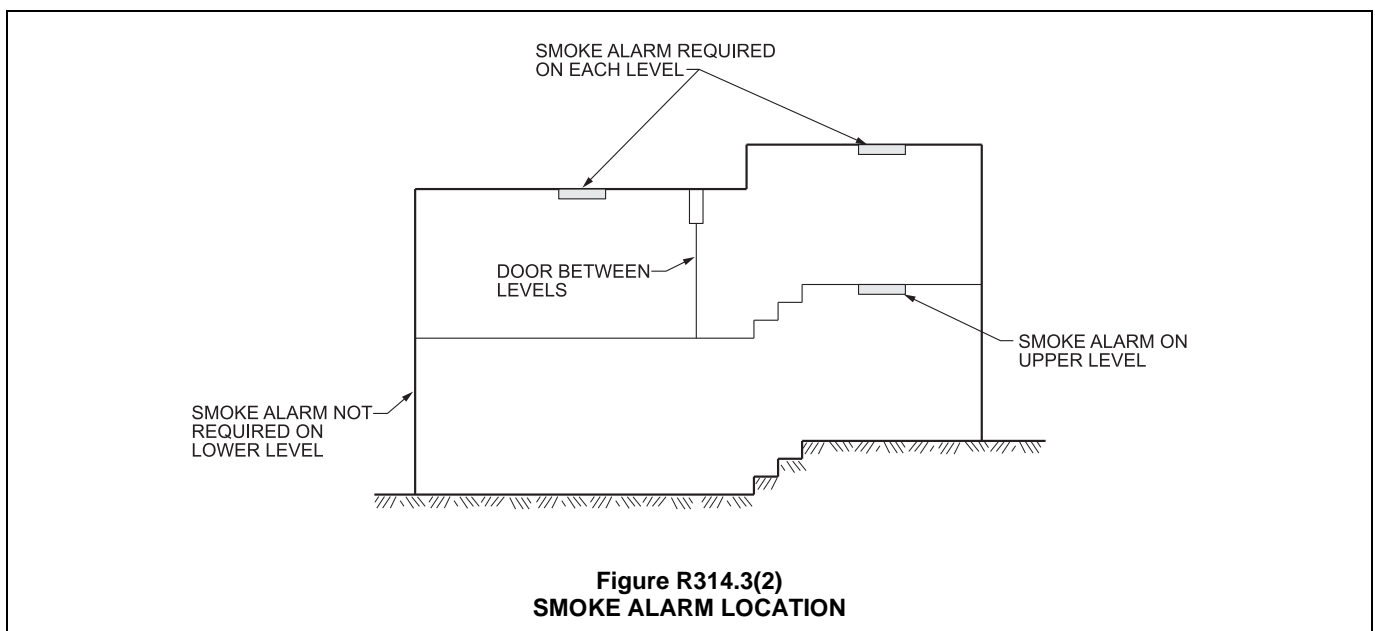 SMOKE ALARM REQUIRED
ON EACH LEVEL
DOOR BETWEEN
LEVELS
SMOKE ALARM ON
UPPER LEVEL
SMOKE ALARM NOT
REQUIRED ON
LOWER LEVEL
Figure R314.3(2)
SMOKE ALARM LOCATION